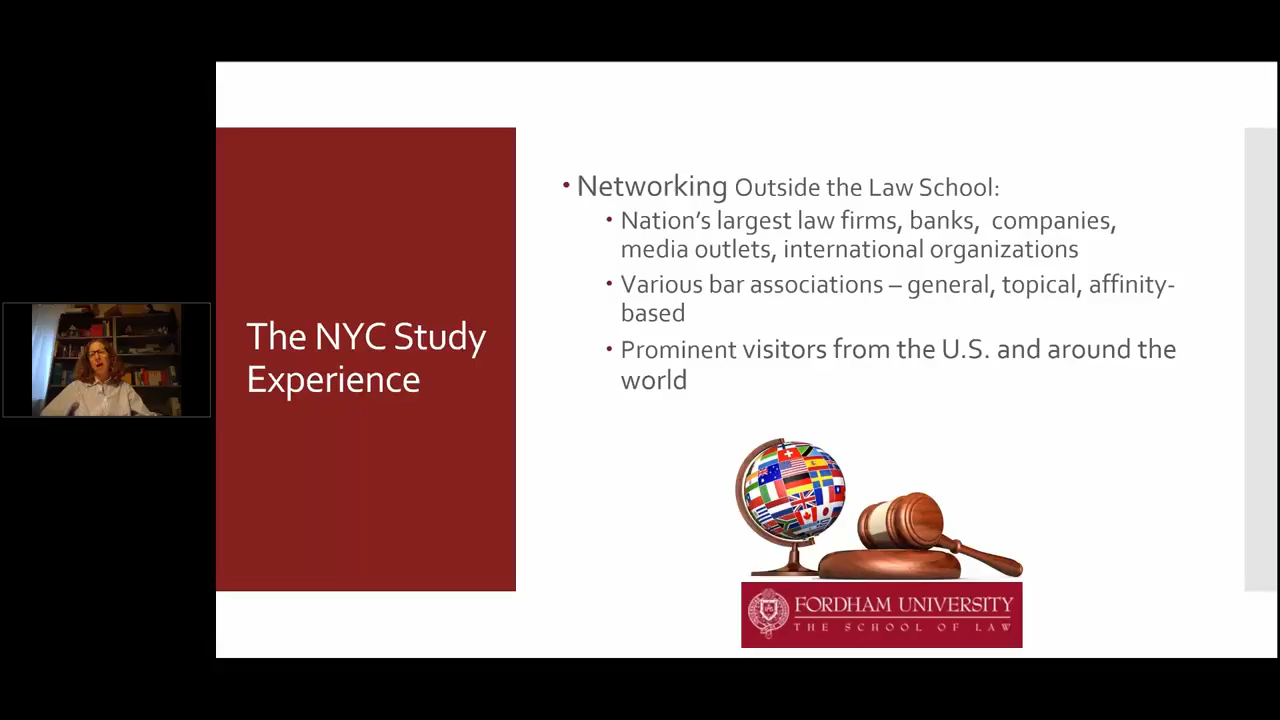 The NYC Study
Experience
• Networking Outside the Law School:
• Nation’s largest law firms, banks,  companies,
media outlets, international organizations
• Various bar associations – general, topical, affinity-
based
• Prominent visitors from the U.S. and around the
world
FORDHAM UNIVERSITY
THE SCHOOL OF LAW